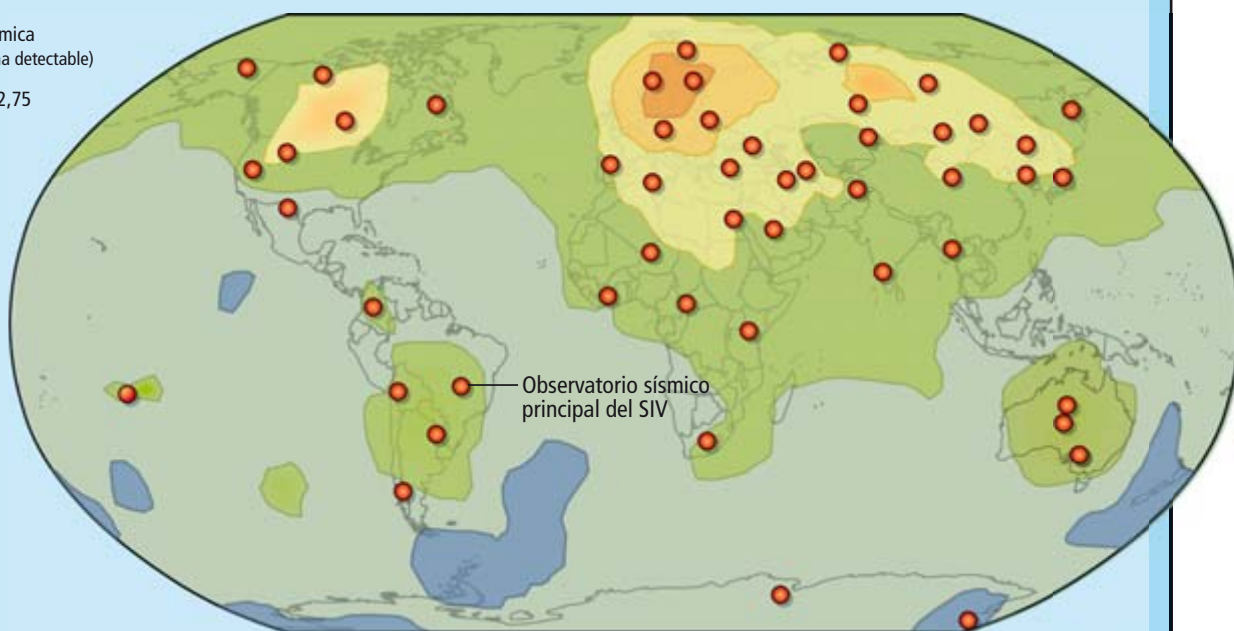 mica
a detectable)
2,75
Observatorio sísmico
principal del SIV